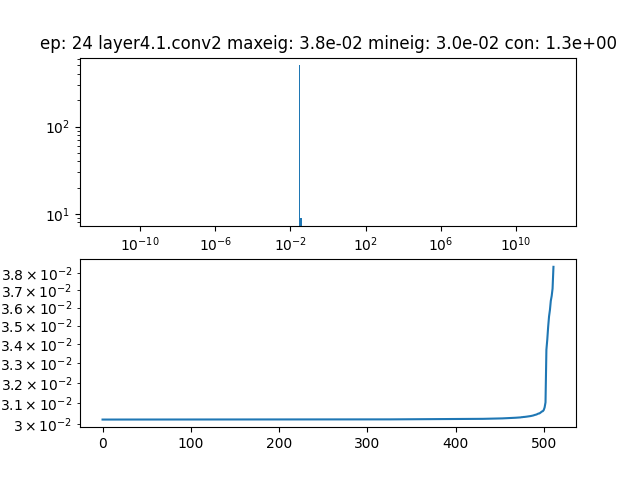 ep: 24 layer4.1.conv2 maxeig: 3.8e-02 mineig: 3.0e-02 con: 1.3e+00
10²
10¹
10⁻¹⁰ 10⁻⁶ 10⁻² 10² 10⁶ 10¹⁰
3.8 × 10⁻²
3.7 × 10⁻²
3.6 × 10⁻²
3.5 × 10⁻²
3.4 × 10⁻²
3.3 × 10⁻²
3.2 × 10⁻²
3.1 × 10⁻²
3 × 10⁻²
0 100 200 300 400 500